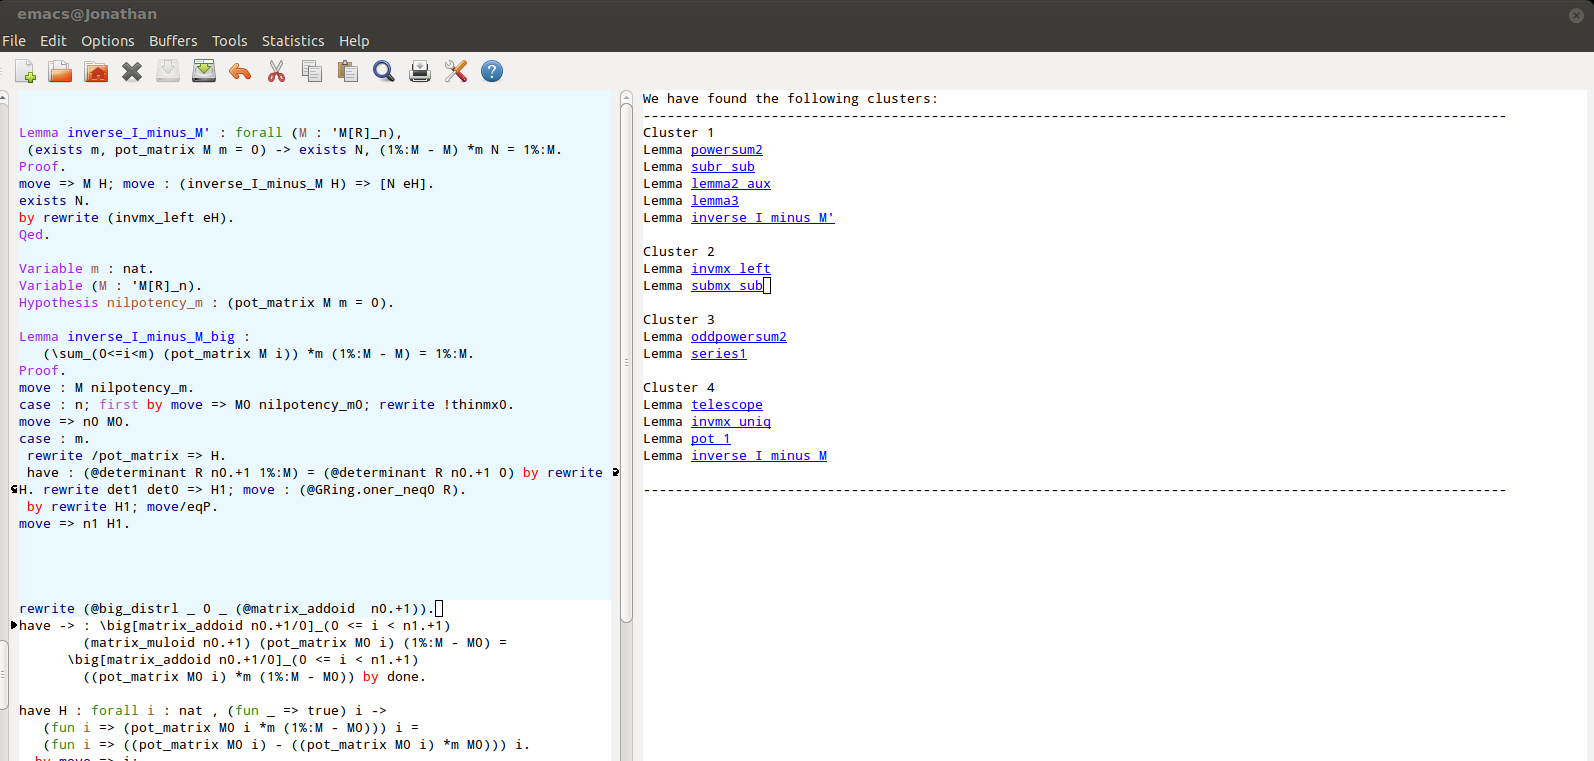 emacs@Jonathan
File Edit Options Buffers Tools Statistics Help
Lemma inverse_I_minus_M' : forall (M : 'M[R]_n),
(exists m, pot_matrix M m = 0) -> exists N, (1%:M - M) *m N = 1%:M.
Proof.
move => M H; move : (inverse_I_minus_M H) => [N eH].
exists N.
by rewrite (invmx_left eH).
Qed.
Variable m : nat.
Variable (M : 'M[R]_n).
Hypothesis nilpotency_m : (pot_matrix M m = 0).
Lemma inverse_I_minus_M_big :
(\sum_(0<=i<m) (pot_matrix M i)) *m (1%:M - M) = 1%:M.
Proof.
move : M nilpotency_m.
case : n; first by move => M0 nilpotency_m0; rewrite !thinmx0.
move => n0 M0.
case : m.
rewrite /pot_matrix => H.
have : (@determinant R n0.+1 1%:M) = (@determinant R n0.+1 0) by rewrite
H. rewrite det1 det0 => H1; move : (@GRing.oner_neq0 R).
by rewrite H1; move/eqP.
move => n1 H1.
rewrite (@big_distrl _ 0 _ (@matrix_addoid  n0.+1)).
have -> : \big[matrix_addoid n0.+1/0]_(0 <= i < n1.+1)
(matrix_muloid n0.+1) (pot_matrix M0 i) (1%:M - M0) =
\big[matrix_addoid n0.+1/0]_(0 <= i < n1.+1)
((pot_matrix M0 i) *m (1%:M - M0)) by done.
have H : forall i : nat , (fun _ => true) i ->
(fun i => (pot_matrix M0 i *m (1%:M - M0))) i =
(fun i => ((pot_matrix M0 i) - ((pot_matrix M0 i) *m M0))) i.
by move => i:
We have found the following clusters:
------------------------------------------------------------------------------------------------------------
Cluster 1
Lemma powersum2
Lemma subr_sub
Lemma lemma2_aux
Lemma lemma3
Lemma inverse_I_minus_M'
Cluster 2
Lemma invmx_left
Lemma submx_sub
Cluster 3
Lemma oddpowersum2
Lemma series1
Cluster 4
Lemma telescope
Lemma invmx_uniq
Lemma pot_1
Lemma inverse_I_minus_M
------------------------------------------------------------------------------------------------------------